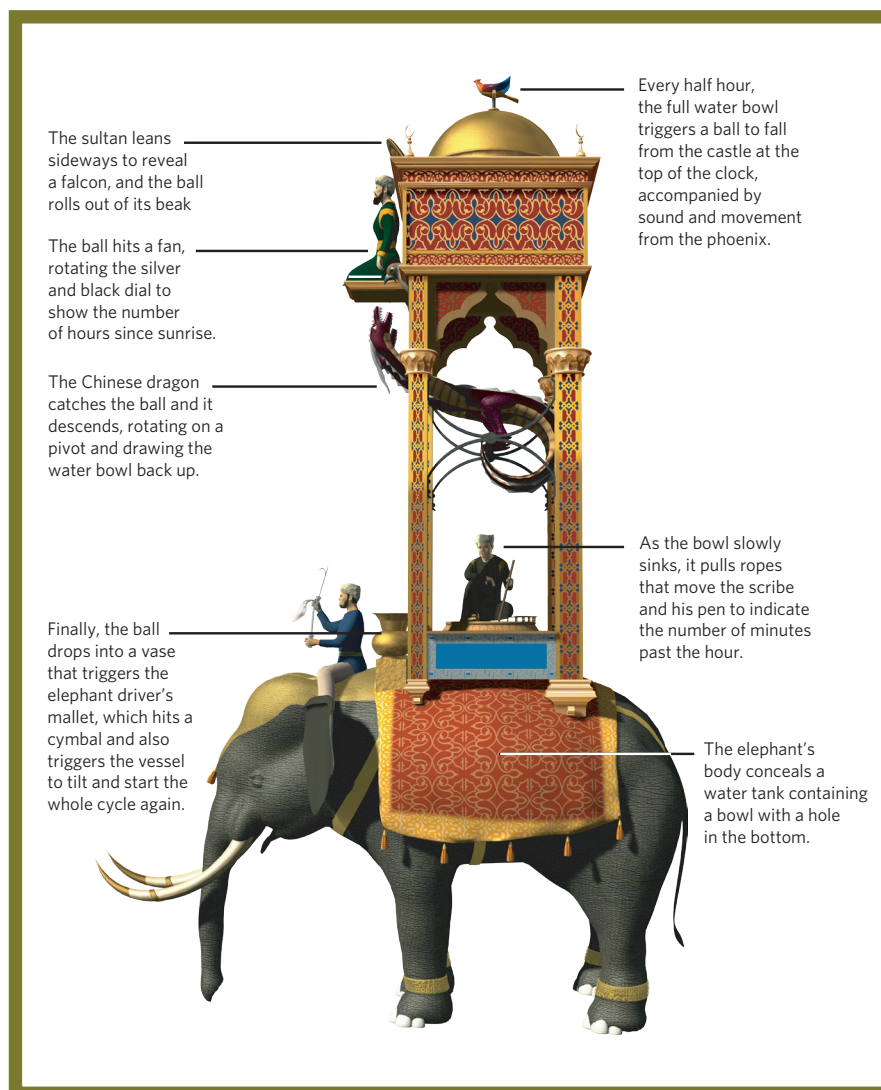 The sultan leans
sideways to reveal
a falcon, and the ball
rolls out of its beak
The ball hits a fan,
rotating the silver
and black dial to
show the number
of hours since sunrise.
The Chinese dragon
catches the ball and it
descends, rotating on a
pivot and drawing the
water bowl back up.
Finally, the ball
drops into a vase
that triggers the
elephant driver’s
mallet, which hits a
cymbal and also
triggers the vessel
to tilt and start the
whole cycle again.
Every half hour,
the full water bowl
triggers a ball to fall
from the castle at the
top of the clock,
accompanied by
sound and movement
from the phoenix.
As the bowl slowly
sinks, it pulls ropes
that move the scribe
and his pen to indicate
the number of minutes
past the hour.
The elephant’s
body conceals a
water tank containing
a bowl with a hole
in the bottom.